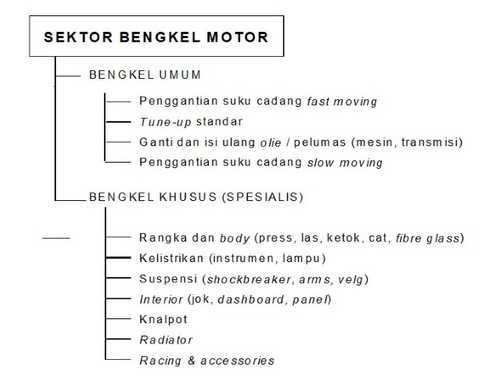 SEKTOR BENGKEL MOTOR
BENGKEL UMUM
Penggantian suku cadang fast moving
Tune-up standar
Ganti dan isi ulang olie / pelumas (mesin, transmisi)
Penggantian suku cadang slow moving
BENGKEL KHUSUS (SPESIALIS)
Rangka dan body (press, las, ketok, cat, fibre glass)
Kelistrikan (instrumen, lampu)
Suspensi (shockbreaker, arms, velg)
Interior (jok, dashboard, panel)
Knalpot
Radiator
Racing & accessories